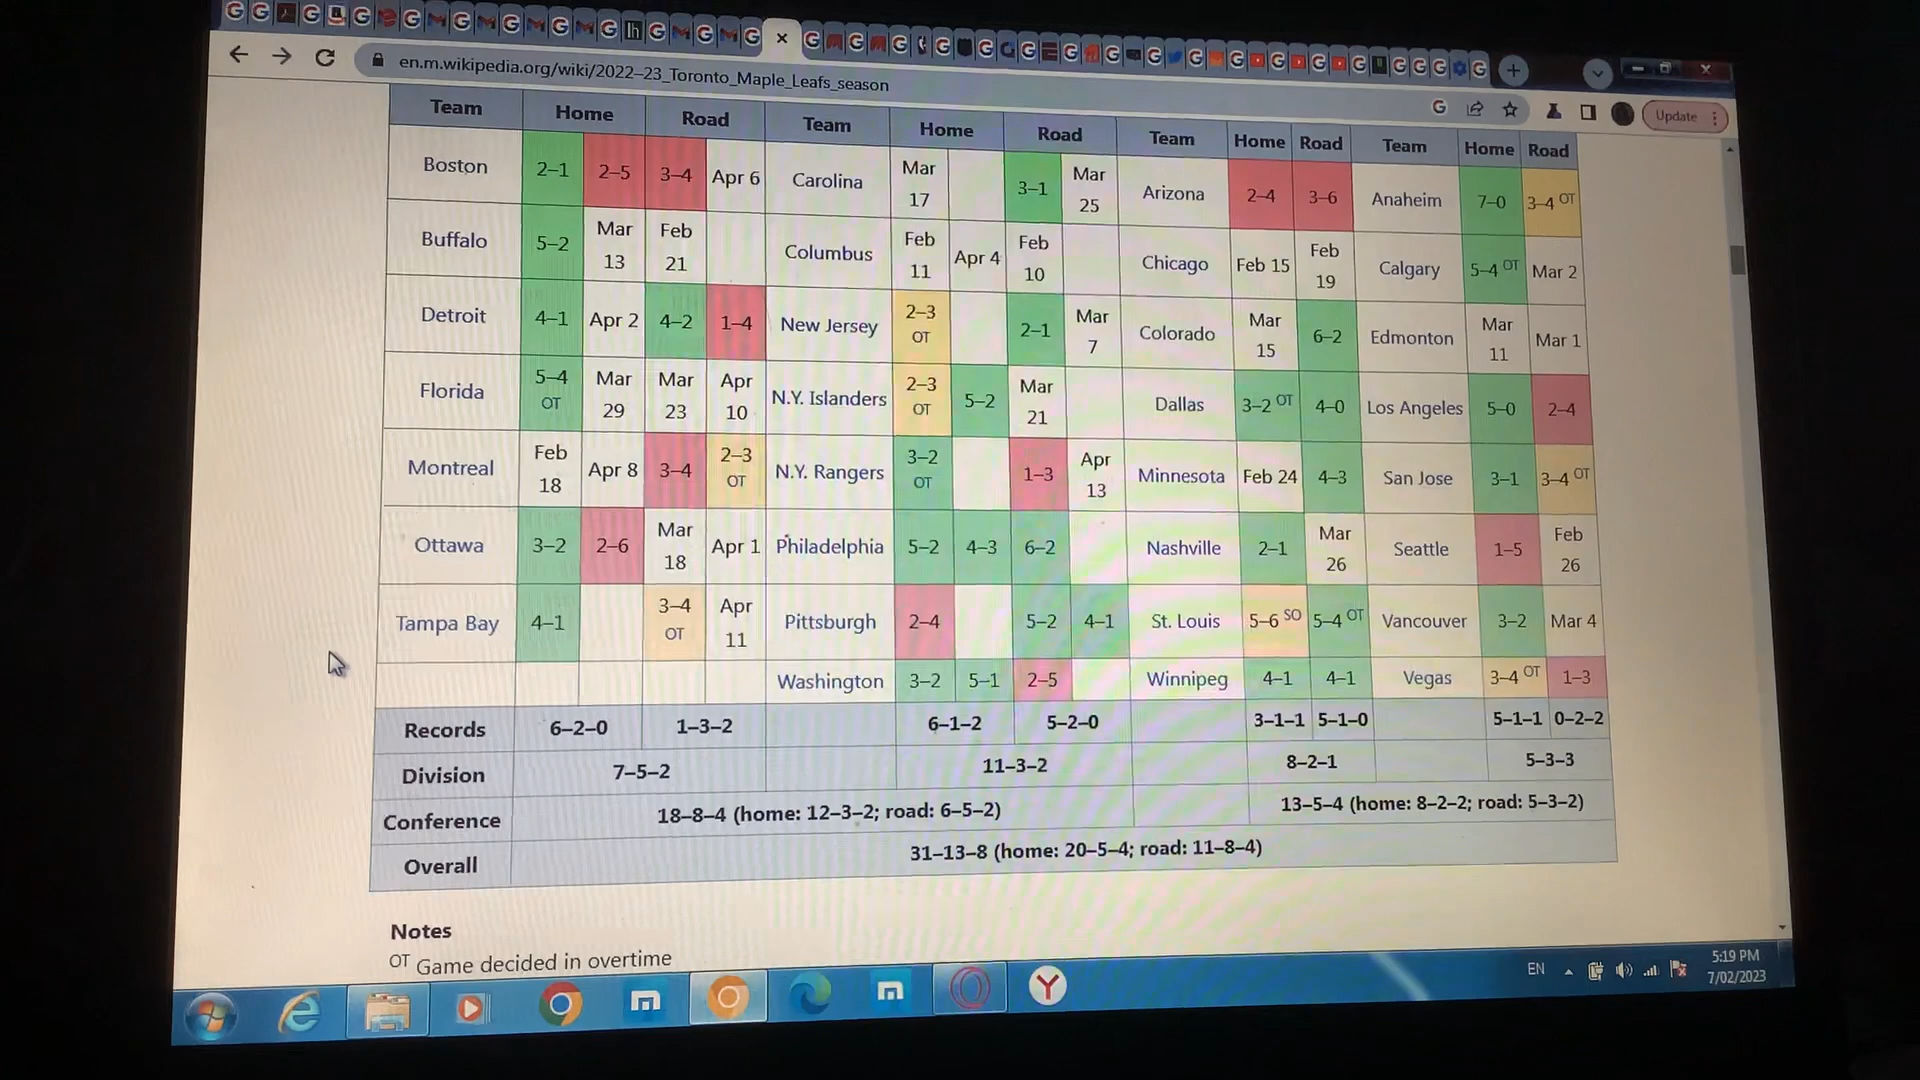 en.m.wikipedia.org/wiki/2022–23_Toronto_Maple_Leafs_season
Update
Team Home Road Team Home Road Team Home Road Team Home Road
Boston 2–1 2–5 3–4 Apr 6 Carolina Mar 17 3–1 Mar 25 Arizona 2–4 3–6 Anaheim 7–0 3–4 OT
Buffalo 5–2 Mar 13 Feb 21 Columbus Feb 11 Apr 4 Feb 10 Chicago Feb 15 Feb 19 Calgary 5–4 OT Mar 2
Detroit 4–1 Apr 2 4–2 1–4 New Jersey 2–3 OT 2–1 Mar 7 Colorado Mar 15 6–2 Edmonton Mar 11 Mar 1
Florida 5–4 OT Mar 29 Mar 23 Apr 10 N.Y. Islanders 2–3 OT 5–2 Mar 21 Dallas 3–2 OT 4–0 Los Angeles 5–0 2–4
Montreal Feb 18 Apr 8 3–4 2–3 OT N.Y. Rangers 3–2 OT 1–3 Apr 13 Minnesota Feb 24 4–3 San Jose 3–1 3–4 OT
Ottawa 3–2 2–6 Mar 18 Apr 1 Philadelphia 5–2 4–3 6–2 Nashville 2–1 Mar 26 Seattle 1–5 Feb 26
Tampa Bay 4–1 3–4 OT Apr 11 Pittsburgh 2–4 5–2 4–1 St. Louis 5–6 SO 5–4 OT Vancouver 3–2 Mar 4
Washington 3–2 5–1 2–5 Winnipeg 4–1 4–1 Vegas 3–4 OT 1–3
Records 6–2–0 1–3–2 6–1–2 5–2–0 3–1–1 5–1–0 5–1–1 0–2–2
Division 7–5–2 11–3–2 8–2–1 5–3–3
Conference 18–8–4 (home: 12–3–2; road: 6–5–2) 13–5–4 (home: 8–2–2; road: 5–3–2)
Overall 31–13–8 (home: 20–5–4; road: 11–8–4)
Notes
OT Game decided in overtime
EN
5:19 PM
7/02/2023